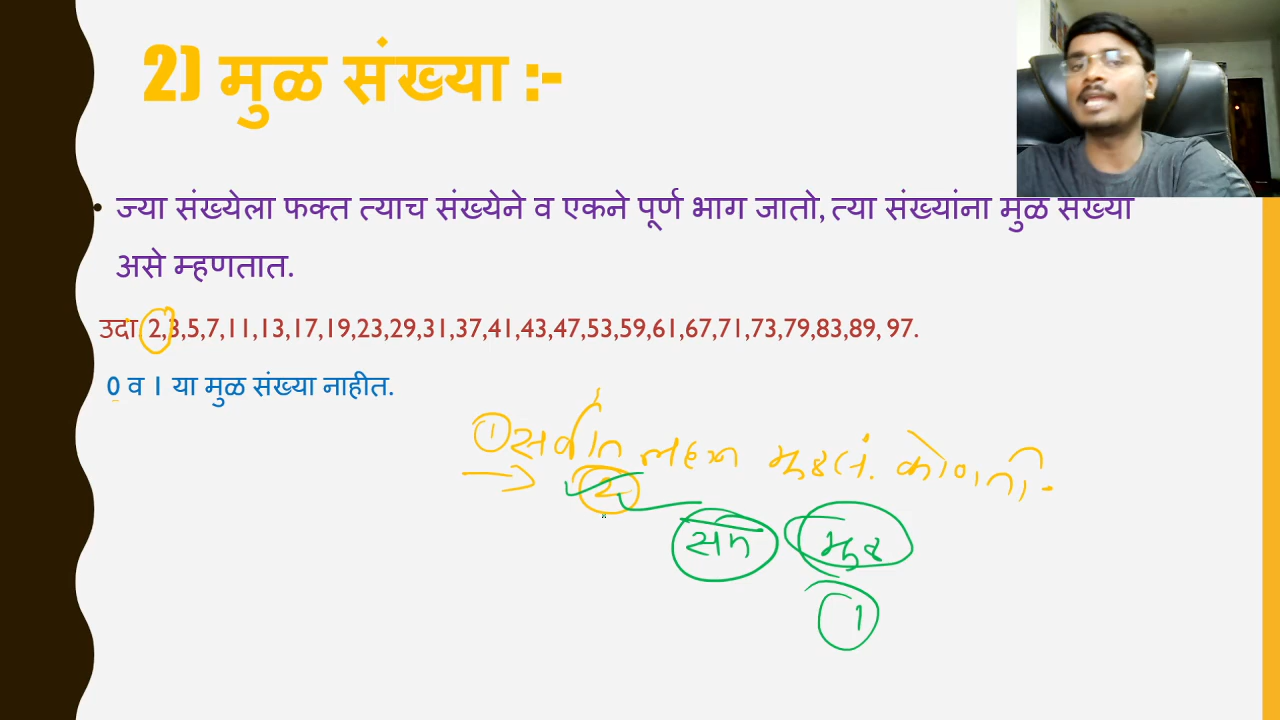 2) मुळ संख्या :-
• ज्या संख्येला फक्त त्याच संख्येने व एकने पूर्ण भाग जातो, त्या संख्यांना मुळ संख्या
असे म्हणतात.
उदा. 2,3,5,7,11,13,17,19,23,29,31,37,41,43,47,53,59,61,67,71,73,79,83,89, 97.
0 व 1 या मुळ संख्या नाहीत.
① सर्वात लहान मुळ सं. कोणती.
→ 2
सम मुळ
1